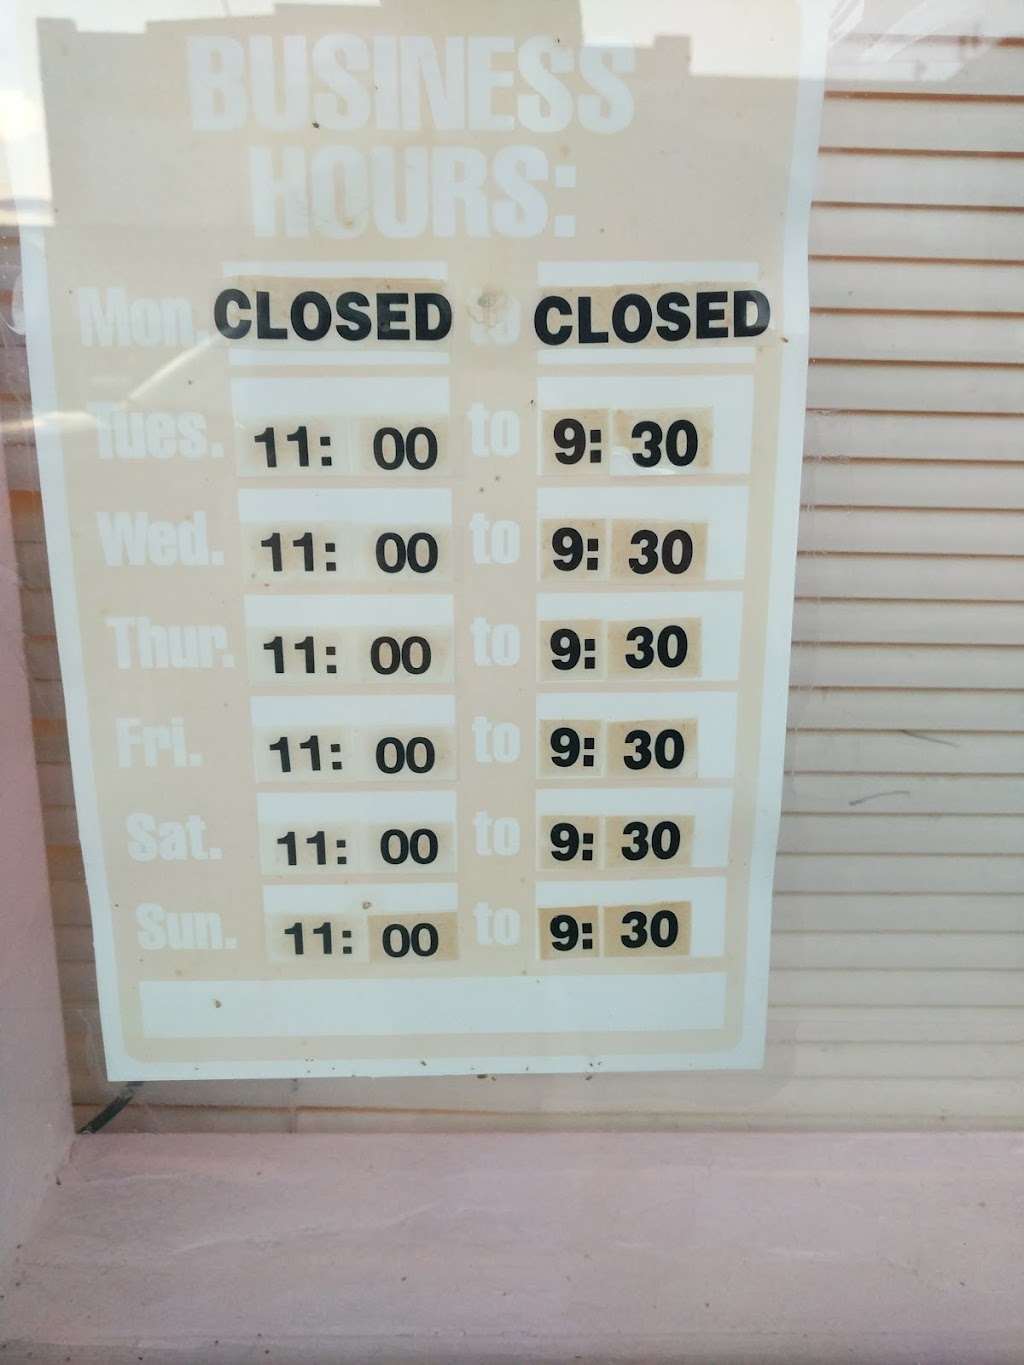 BUSINESS
HOURS:
Mon. CLOSED to CLOSED
Tues. 11: 00 to 9: 30
Wed. 11: 00 to 9: 30
Thur. 11: 00 to 9: 30
Fri. 11: 00 to 9: 30
Sat. 11: 00 to 9: 30
Sun. 11: 00 to 9: 30